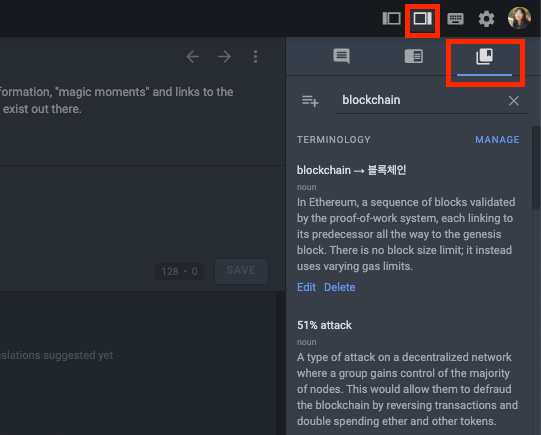 formation, "magic moments" and links to the
exist out there.
128 • 0
SAVE
slations suggested yet
blockchain
TERMINOLOGY
MANAGE
blockchain → 블록체인
noun
In Ethereum, a sequence of blocks validated
by the proof-of-work system, each linking to
its predecessor all the way to the genesis
block. There is no block size limit; it instead
uses varying gas limits.
Edit Delete
51% attack
noun
A type of attack on a decentralized network
where a group gains control of the majority
of nodes. This would allow them to defraud
the blockchain by reversing transactions and
double spending ether and other tokens.